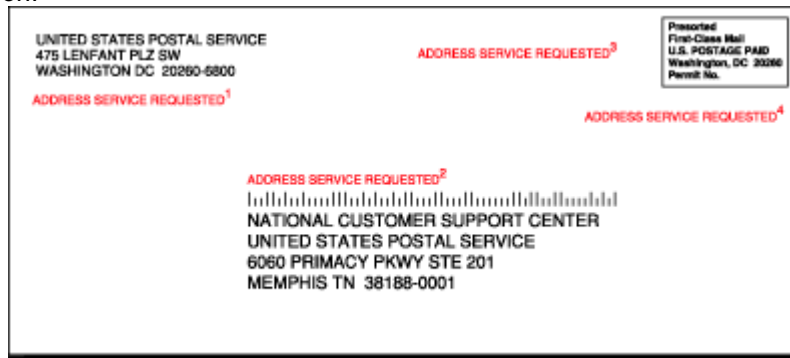 UNITED STATES POSTAL SERVICE
475 LENFANT PLZ SW
WASHINGTON DC 20260-6800
ADDRESS SERVICE REQUESTED1
ADDRESS SERVICE REQUESTED3
Presorted
First-Class Mail
U.S. POSTAGE PAID
Washington, DC 20260
Permit No.
ADDRESS SERVICE REQUESTED4
ADDRESS SERVICE REQUESTED2
NATIONAL CUSTOMER SUPPORT CENTER
UNITED STATES POSTAL SERVICE
6060 PRIMACY PKWY STE 201
MEMPHIS TN 38188-0001